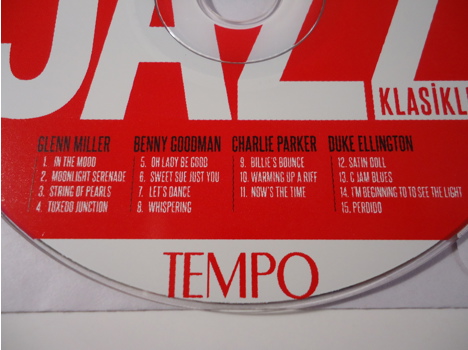 JAZZ
KLASİKL
GLENN MILLER
1. IN THE MOOD
2. MOONLIGHT SERENADE
3. STRING OF PEARLS
4. TUXEDO JUNCTION
BENNY GOODMAN
5. OH LADY BE GOOD
6. SWEET SUE JUST YOU
7. LET'S DANCE
8. WHISPERING
CHARLIE PARKER
9. BILLIE'S BOUNCE
10. WARMING UP A RIFF
11. NOW'S THE TIME
DUKE ELLINGTON
12. SATIN DOLL
13. C JAM BLUES
14. I'M BEGINNING TO TO SEE THE LIGHT
15. PERDIDO
TEMPO